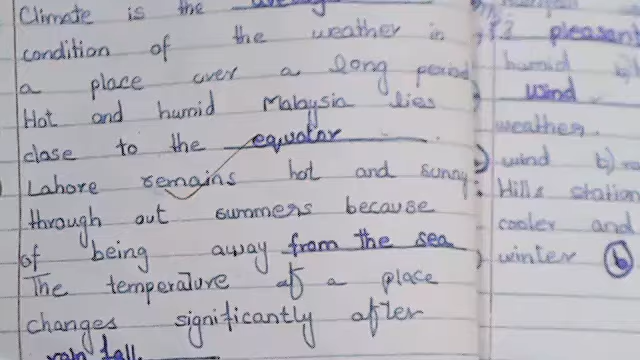 Climate is the average
condition of the weather in
a place over a long period
Hot and humid Malaysia lies
close to the equator.
Lahore remains hot and sunny
through out summers because
of being away from the sea
The temperature of a place
changes significantly after
rain fall.
pleasant
humid b)
wind
weather.
wind b)
Hills station
cooler and
winter b